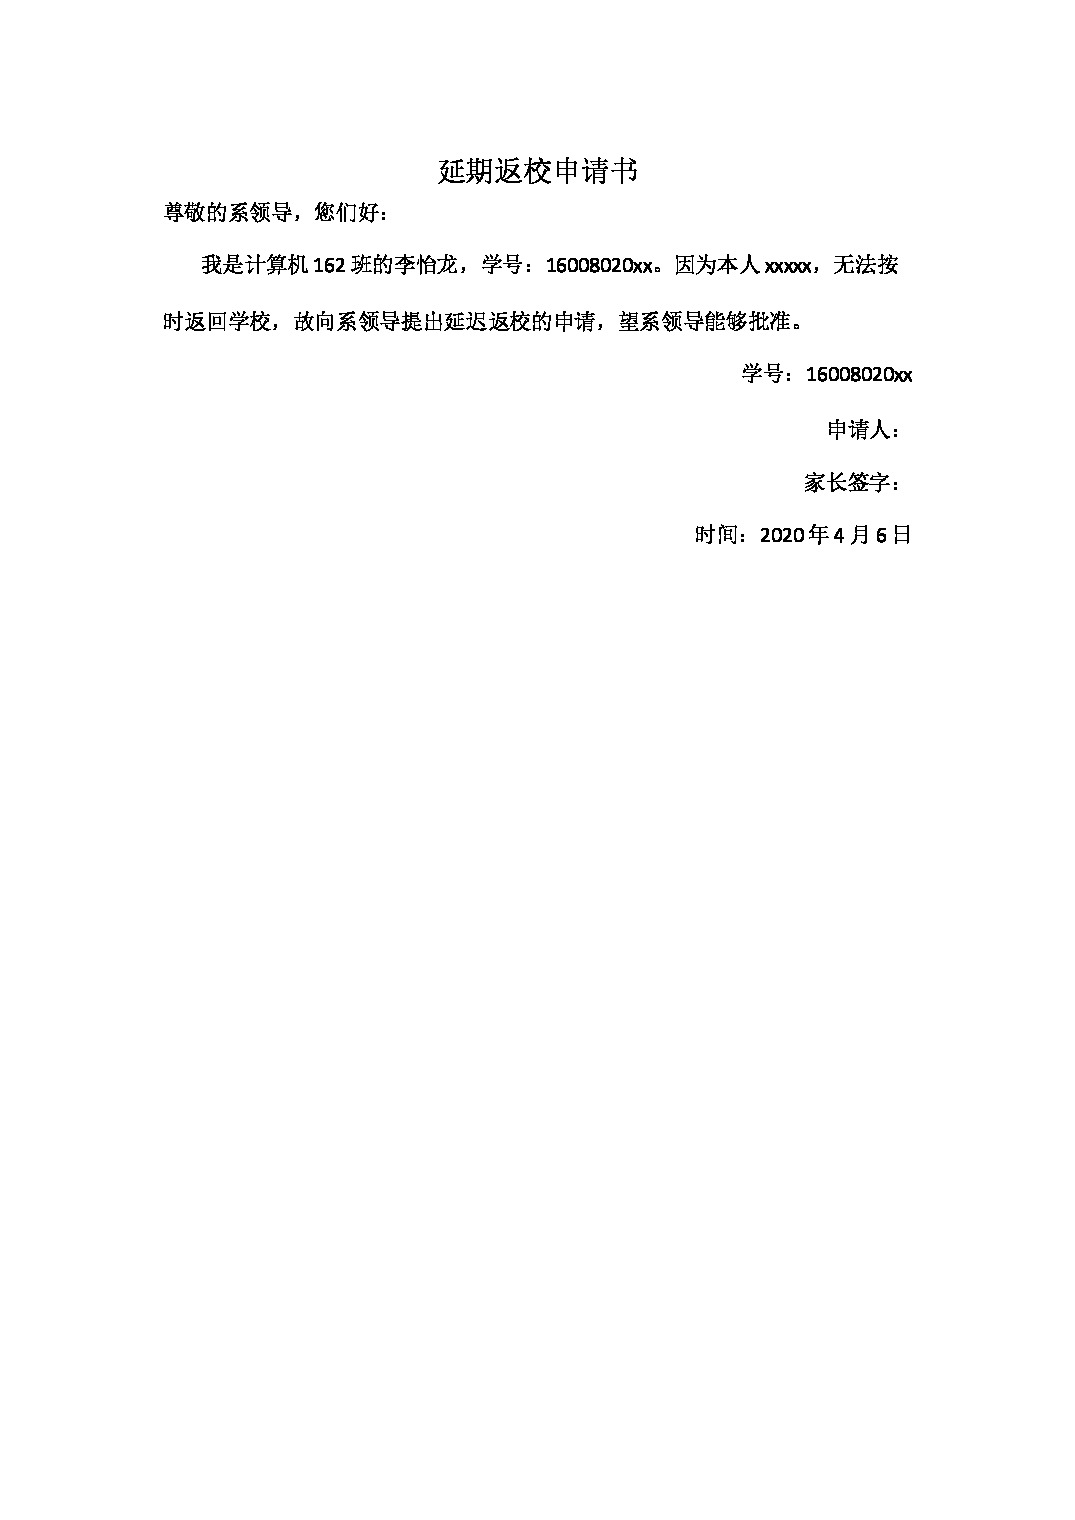 延期返校申请书
尊敬的系领导，您们好：
我是计算机 162 班的李怡龙，学号：16008020xx。因为本人 xxxxx，无法按
时返回学校，故向系领导提出延迟返校的申请，望系领导能够批准。
学号：16008020xx
申请人：
家长签字：
时间：2020 年 4 月 6 日